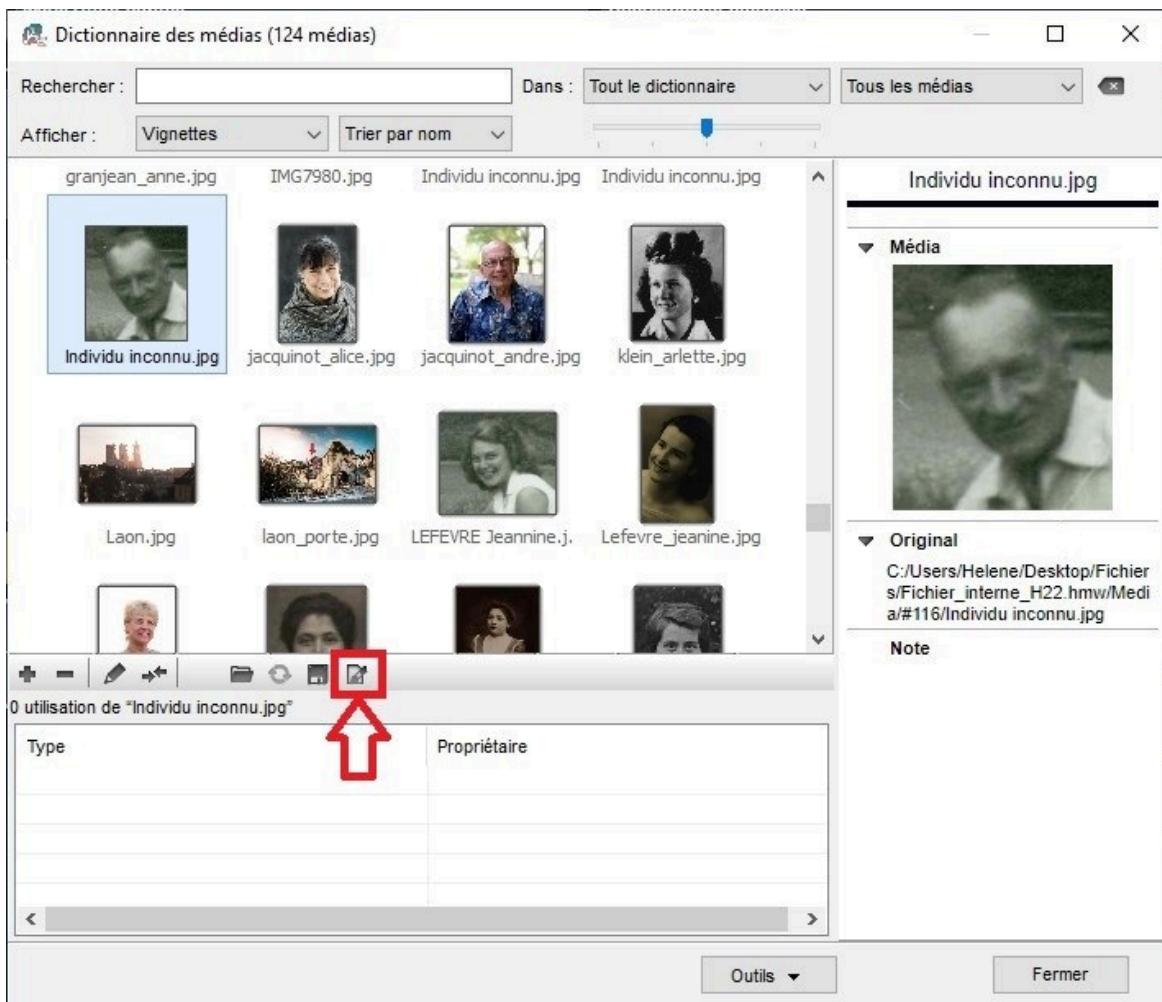 Dictionnaire des médias (124 médias)
Rechercher : Dans : Tout le dictionnaire Tous les médias
Afficher : Vignettes Trier par nom
granjean_anne.jpg IMG7980.jpg Individu inconnu.jpg Individu inconnu.jpg
Individu inconnu.jpg jacquinot_alice.jpg jacquinot_andre.jpg klein_arlette.jpg
Laon.jpg laon_porte.jpg LEFEVRE Jeannine.j. Lefevre_jeanine.jpg
0 utilisation de "Individu inconnu.jpg"
Type Propriétaire
Individu inconnu.jpg
Média
Original
C:/Users/Helene/Desktop/Fichier
s/Fichier_interne_H22.hmw/Medi
a/#116/Individu inconnu.jpg
Note
Outils Fermer